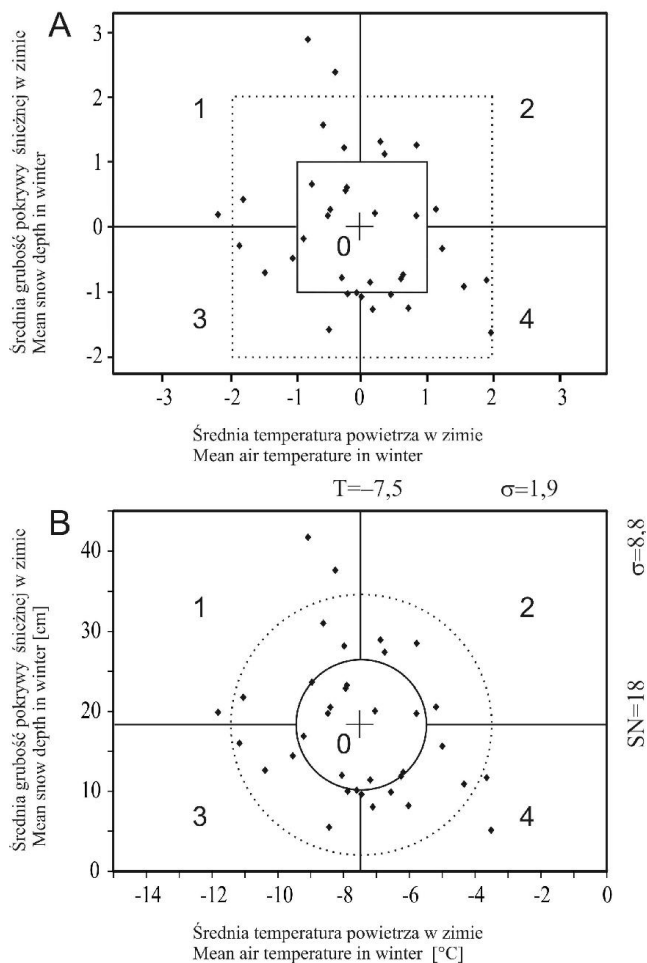 A
Średnia grubość pokrywy śnieżnej w zimie
Mean snow depth in winter
3
2
1
0
-1
-2
1
2
0
3
4
-3
-2
-1
0
1
2
3
Średnia temperatura powietrza w zimie
Mean air temperature in winter
T=–7,5
σ=1,9
B
Średnia grubość pokrywy śnieżnej w zimie
Mean snow depth in winter [cm]
40
30
20
10
0
1
2
0
3
4
σ=8,8
SN=18
-14
-12
-10
-8
-6
-4
-2
0
Średnia temperatura powietrza w zimie
Mean air temperature in winter [°C]